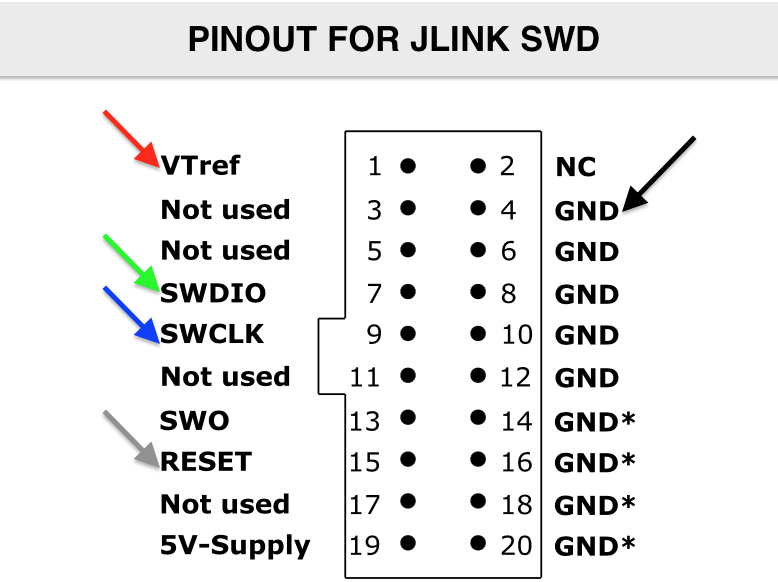 PINOUT FOR JLINK SWD
VTref 1 2 NC
Not used 3 4 GND
Not used 5 6 GND
SWDIO 7 8 GND
SWCLK 9 10 GND
Not used 11 12 GND
SWO 13 14 GND*
RESET 15 16 GND*
Not used 17 18 GND*
5V-Supply 19 20 GND*